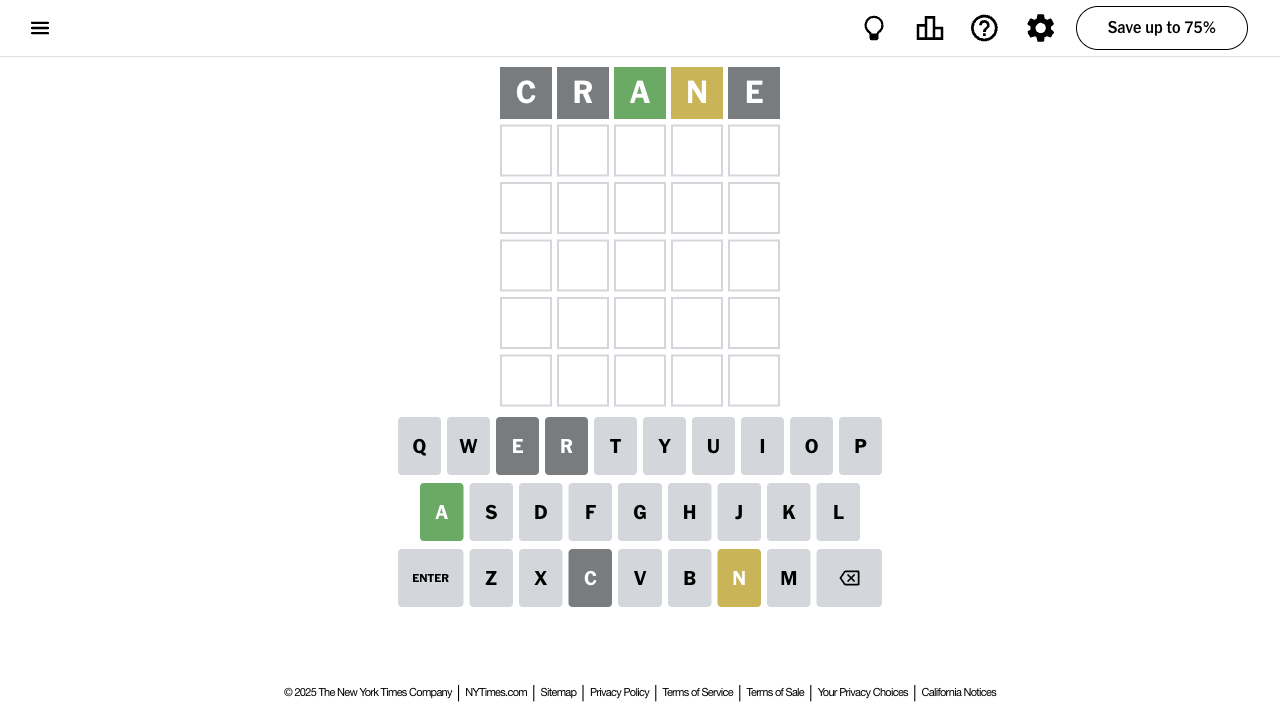 Save up to 75%
C R A N E
Q W E R T Y U I O P
A S D F G H J K L
ENTER Z X C V B N M
© 2025 The New York Times Company | NYTimes.com | Sitemap | Privacy Policy | Terms of Service | Terms of Sale | Your Privacy Choices | California Notices